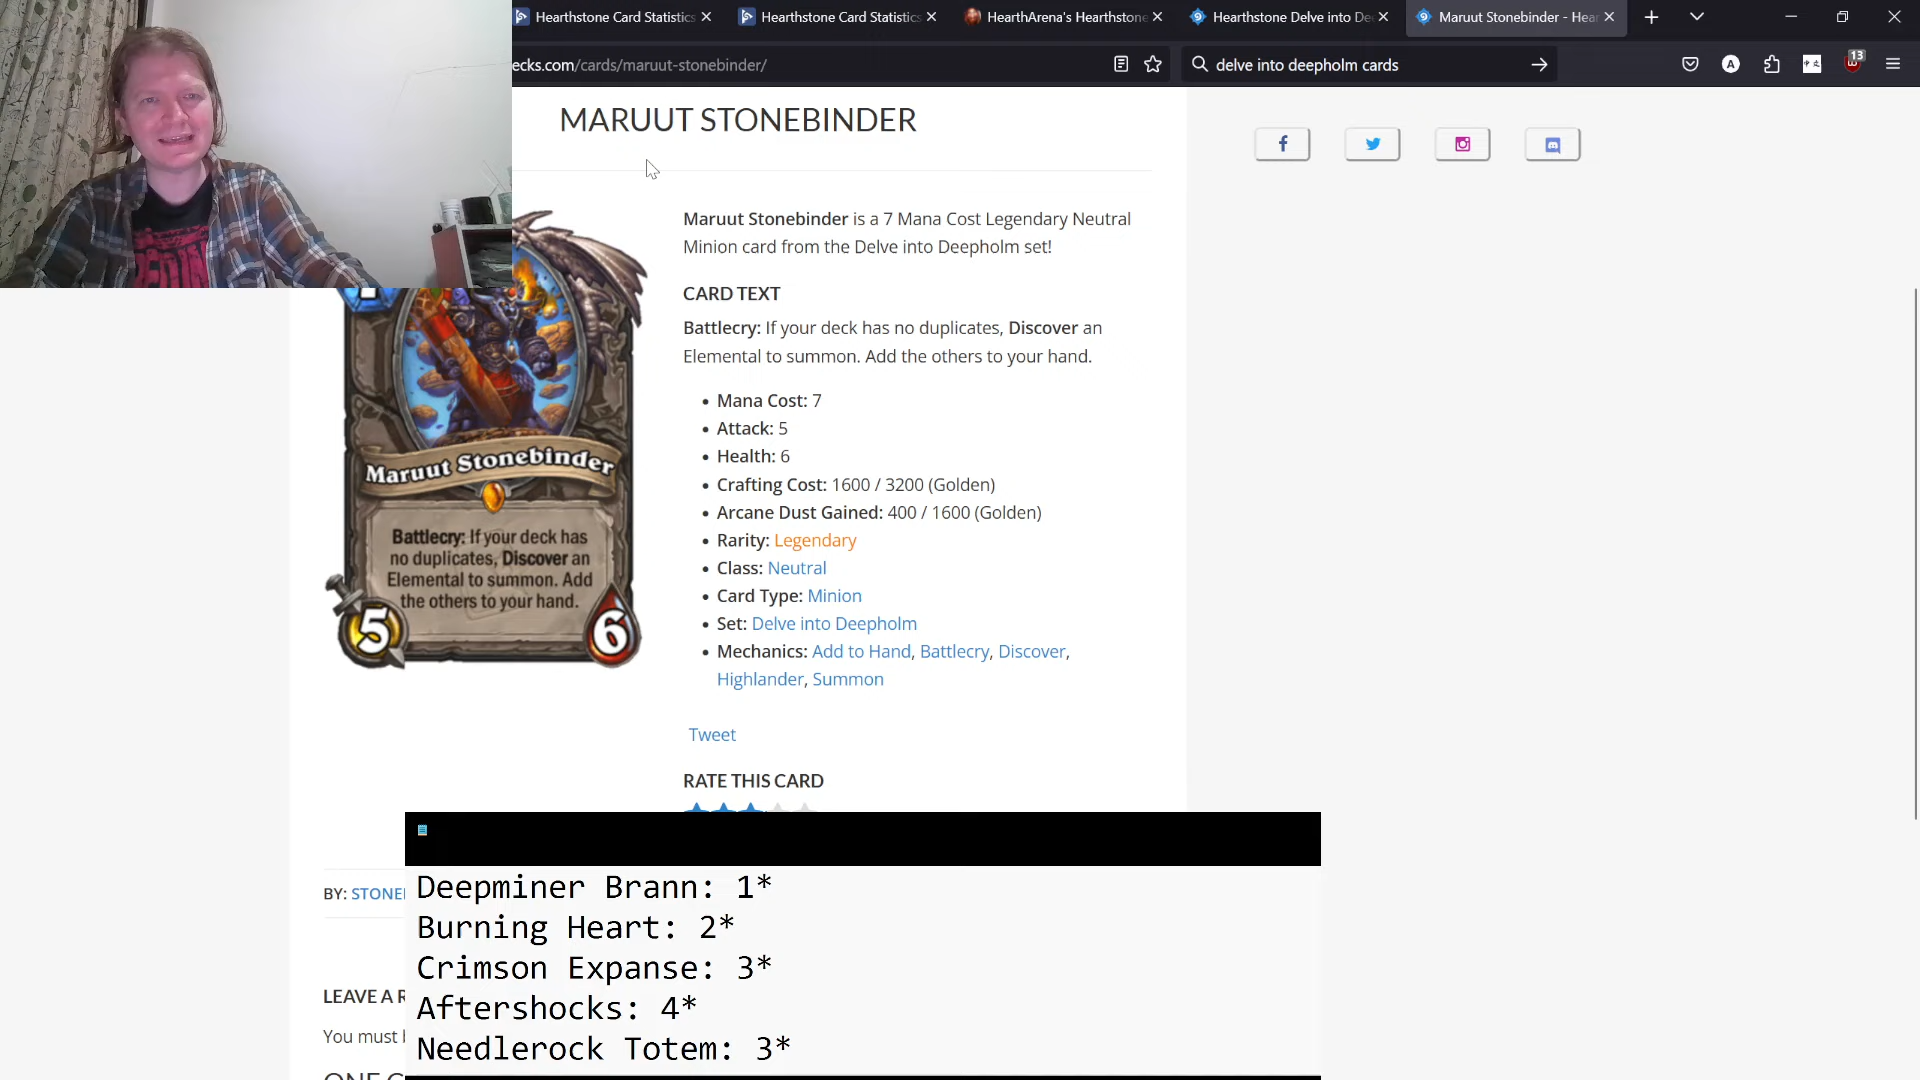 Hearthstone Card Statistics
Hearthstone Card Statistics
HearthArena's Hearthstone
Hearthstone Delve into De
Maruut Stonebinder - Hea
ecks.com/cards/maruut-stonebinder/
delve into deepholm cards
A
13
MARUUT STONEBINDER
Maruut Stonebinder is a 7 Mana Cost Legendary Neutral
Minion card from the Delve into Deepholm set!
CARD TEXT
Battlecry: If your deck has no duplicates, Discover an
Elemental to summon. Add the others to your hand.
Mana Cost: 7
Attack: 5
Health: 6
Crafting Cost: 1600 / 3200 (Golden)
Arcane Dust Gained: 400 / 1600 (Golden)
Rarity: Legendary
Class: Neutral
Card Type: Minion
Set: Delve into Deepholm
Mechanics: Add to Hand, Battlecry, Discover,
Highlander, Summon
Maruut Stonebinder
Battlecry: If your deck has
no duplicates, Discover an
Elemental to summon. Add
the others to your hand.
5
6
Tweet
RATE THIS CARD
BY: STONE
LEAVE A R
You must
Deepminer Brann: 1*
Burning Heart: 2*
Crimson Expanse: 3*
Aftershocks: 4*
Needlerock Totem: 3*